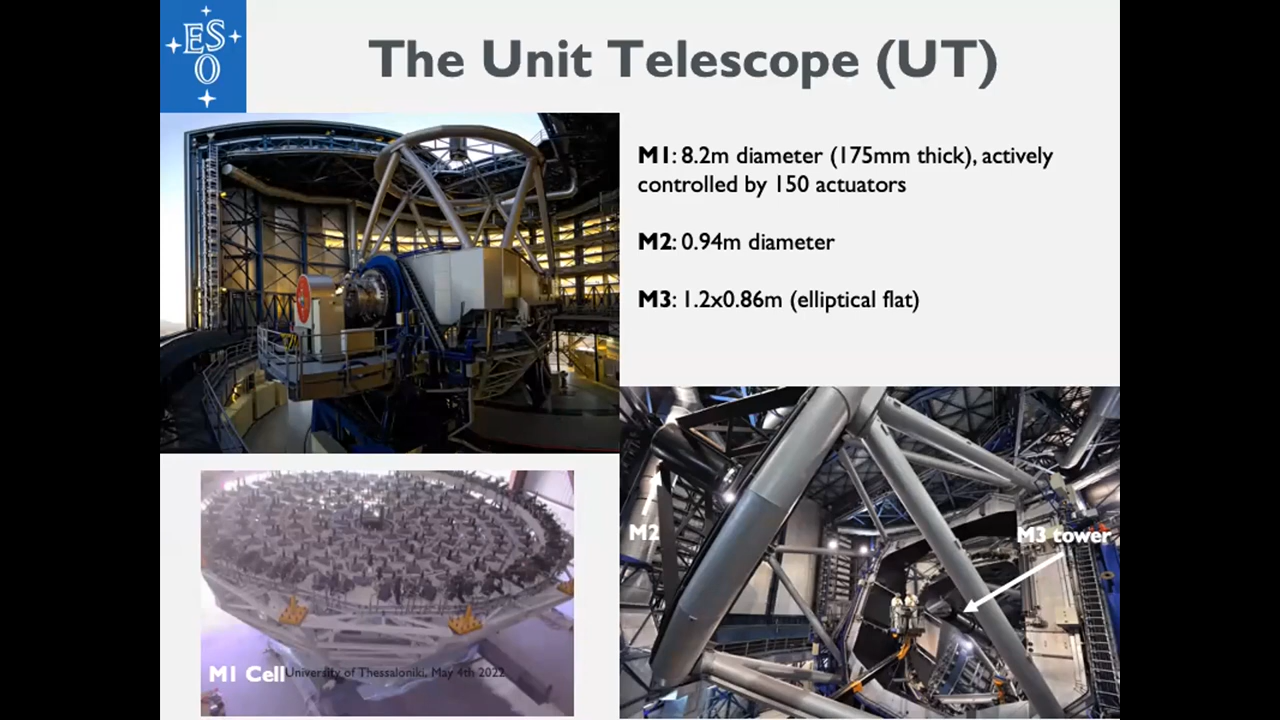 ESO
The Unit Telescope (UT)
M1: 8.2m diameter (175mm thick), actively
controlled by 150 actuators
M2: 0.94m diameter
M3: 1.2x0.86m (elliptical flat)
M2
M3 tower
M1 Cell
University of Thessaloniki, May 4th 2022